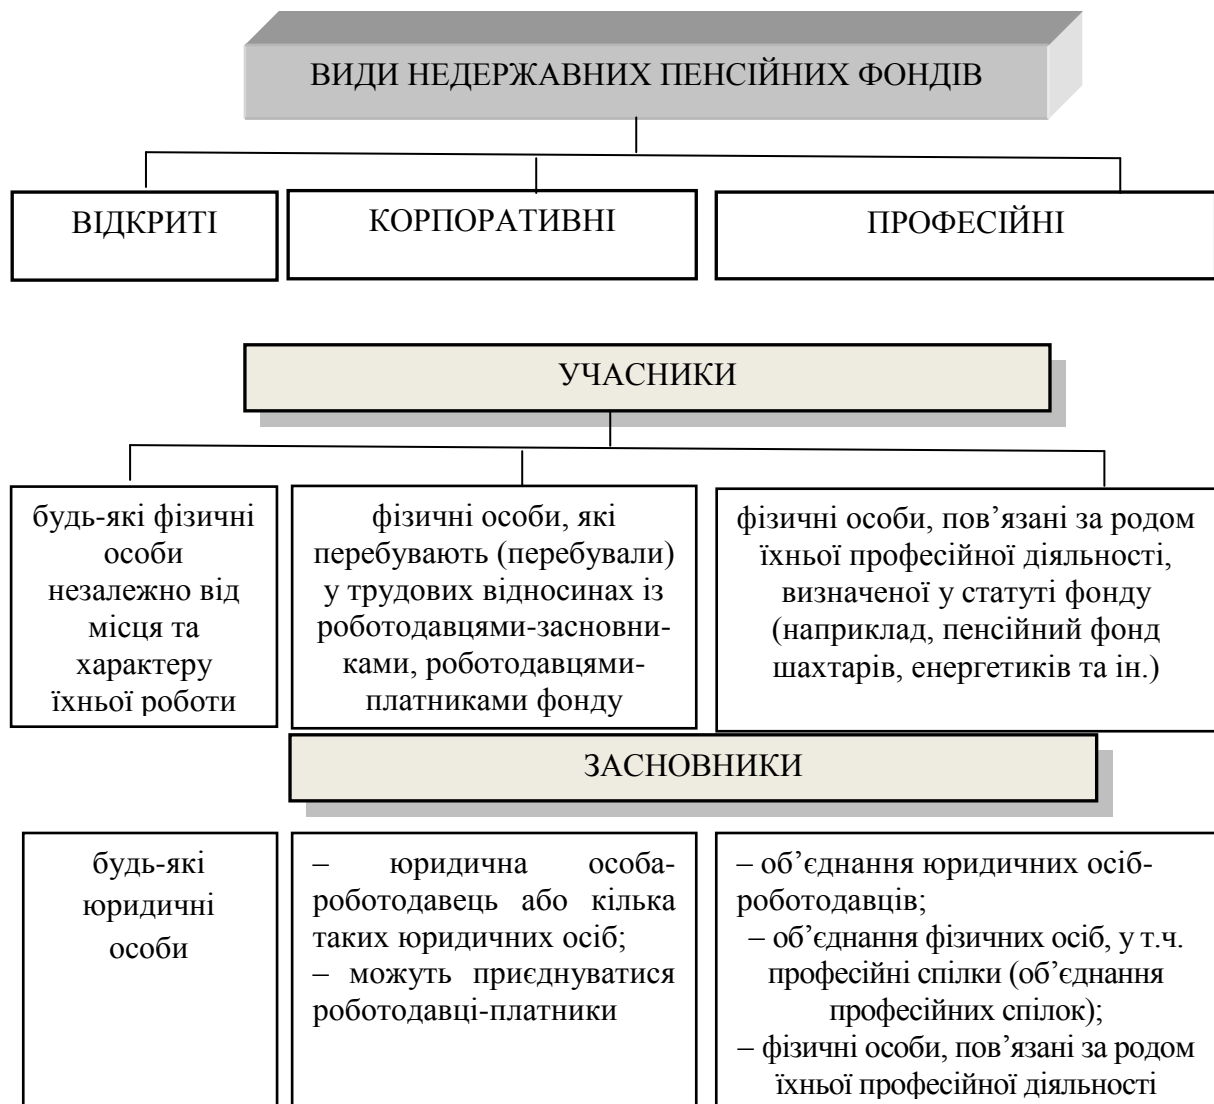 ВИДИ НЕДЕРЖАВНИХ ПЕНСІЙНИХ ФОНДІВ
ВІДКРИТІ
КОРПОРАТИВНІ
ПРОФЕСІЙНІ
УЧАСНИКИ
будь-які фізичні
особи
незалежно від
місця та
характеру
їхньої роботи
фізичні особи, які
перебувають (перебували)
у трудових відносинах із
роботодавцями-засновни-
ками, роботодавцями-
платниками фонду
фізичні особи, пов’язані за родом
їхньої професійної діяльності,
визначеної у статуті фонду
(наприклад, пенсійний фонд
шахтарів, енергетиків та ін.)
ЗАСНОВНИКИ
будь-які
юридичні
особи
– юридична особа-
роботодавець або кілька
таких юридичних осіб;
– можуть приєднуватися
роботодавці-платники
– об’єднання юридичних осіб-
роботодавців;
– об’єднання фізичних осіб, у т.ч.
професійні спілки (об’єднання
професійних спілок);
– фізичні особи, пов’язані за родом
їхньої професійної діяльності